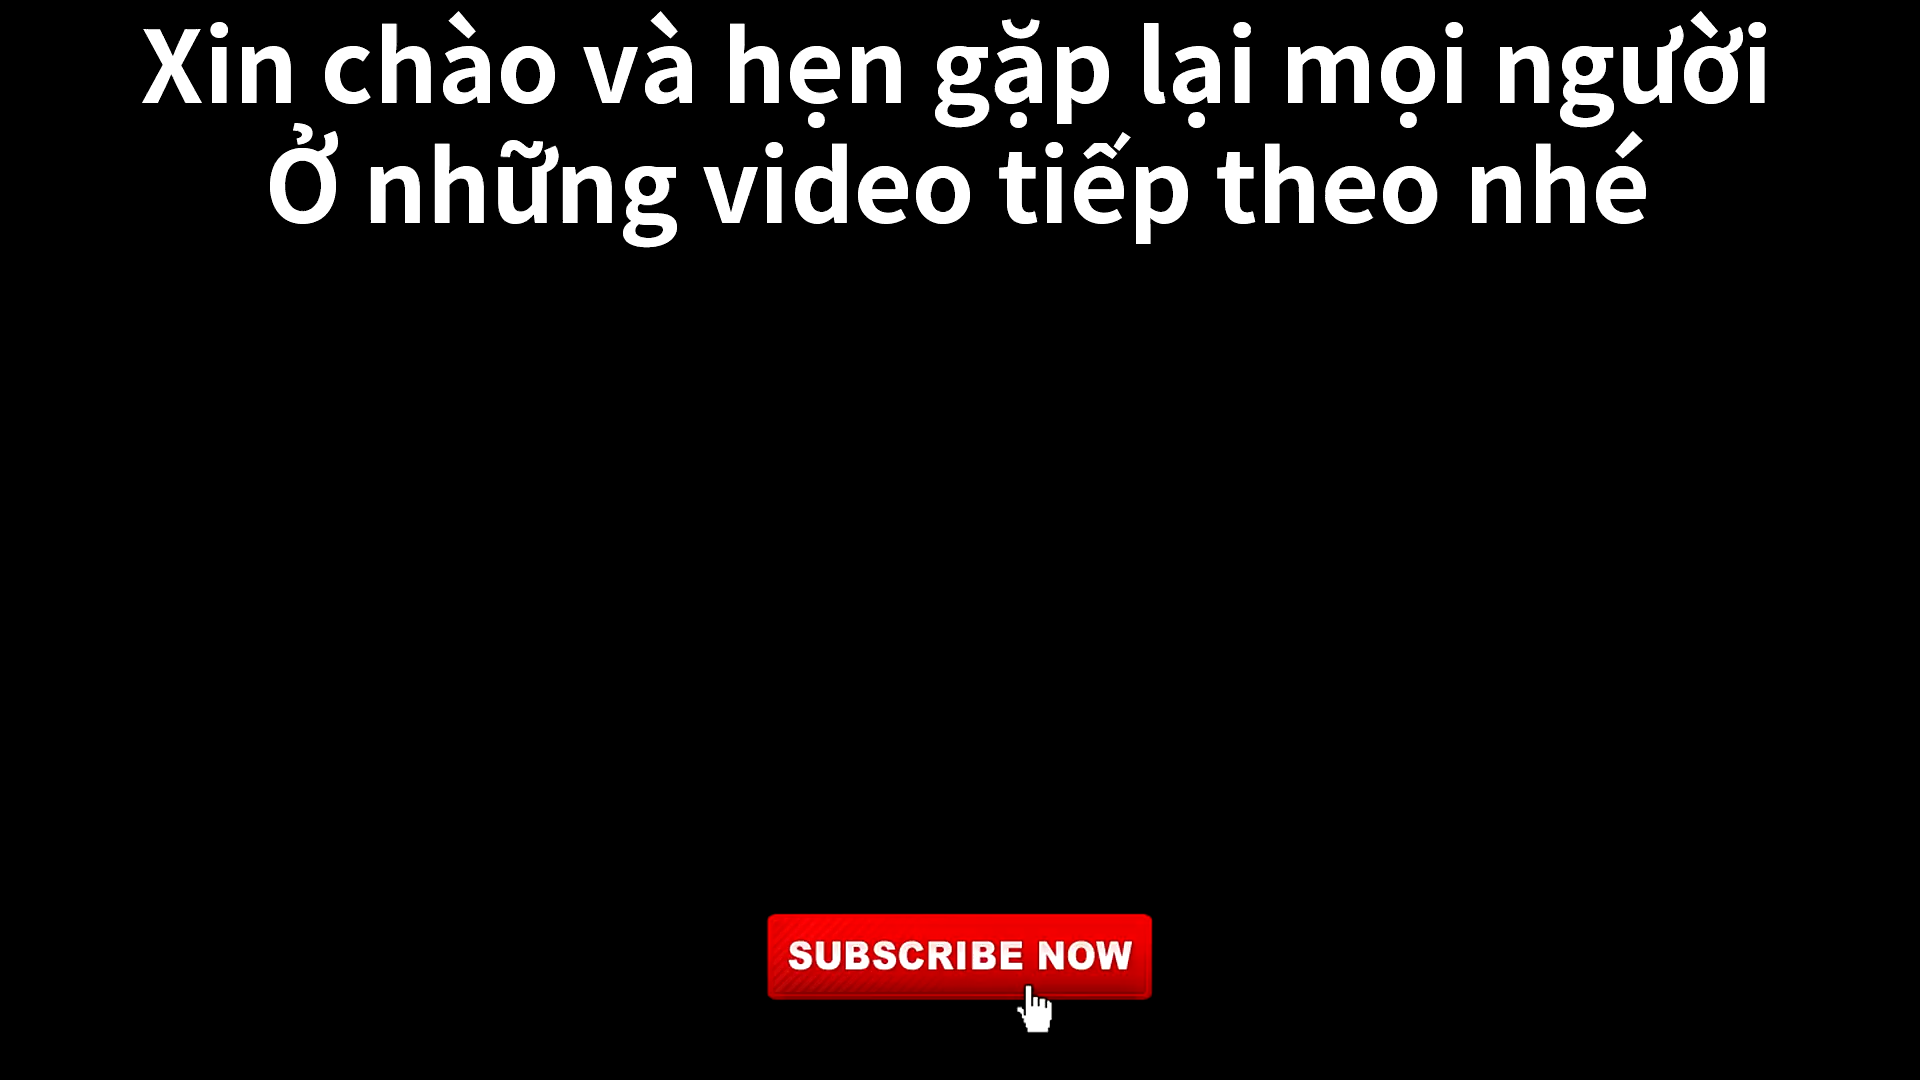 Xin chào và hẹn gặp lại mọi người
Ở những video tiếp theo nhé
SUBSCRIBE NOW